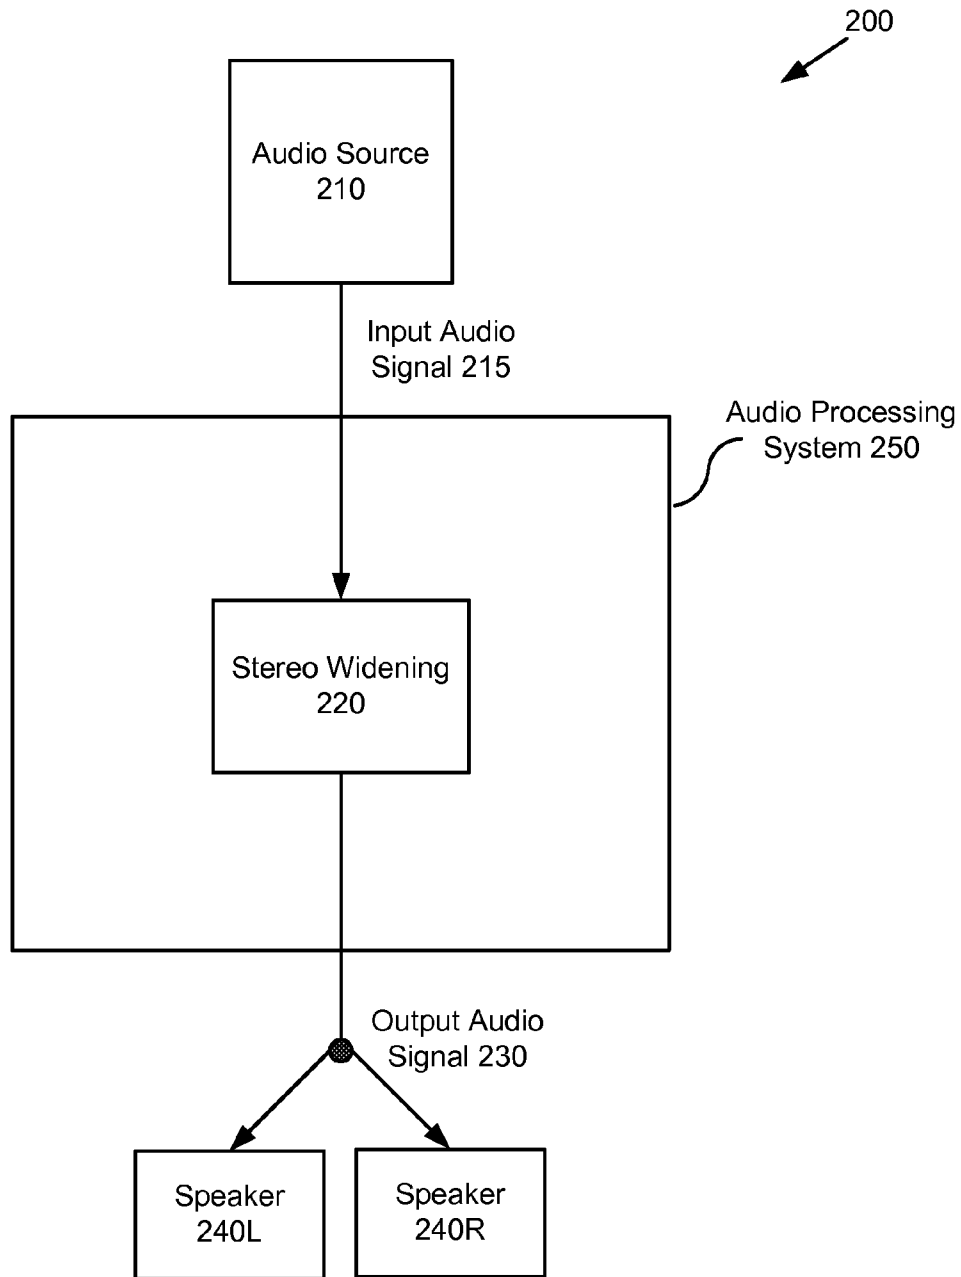 200
Audio Source
210
Input Audio
Signal 215
Audio Processing
System 250
Stereo Widening
220
Output Audio
Signal 230
Speaker
240L
Speaker
240R